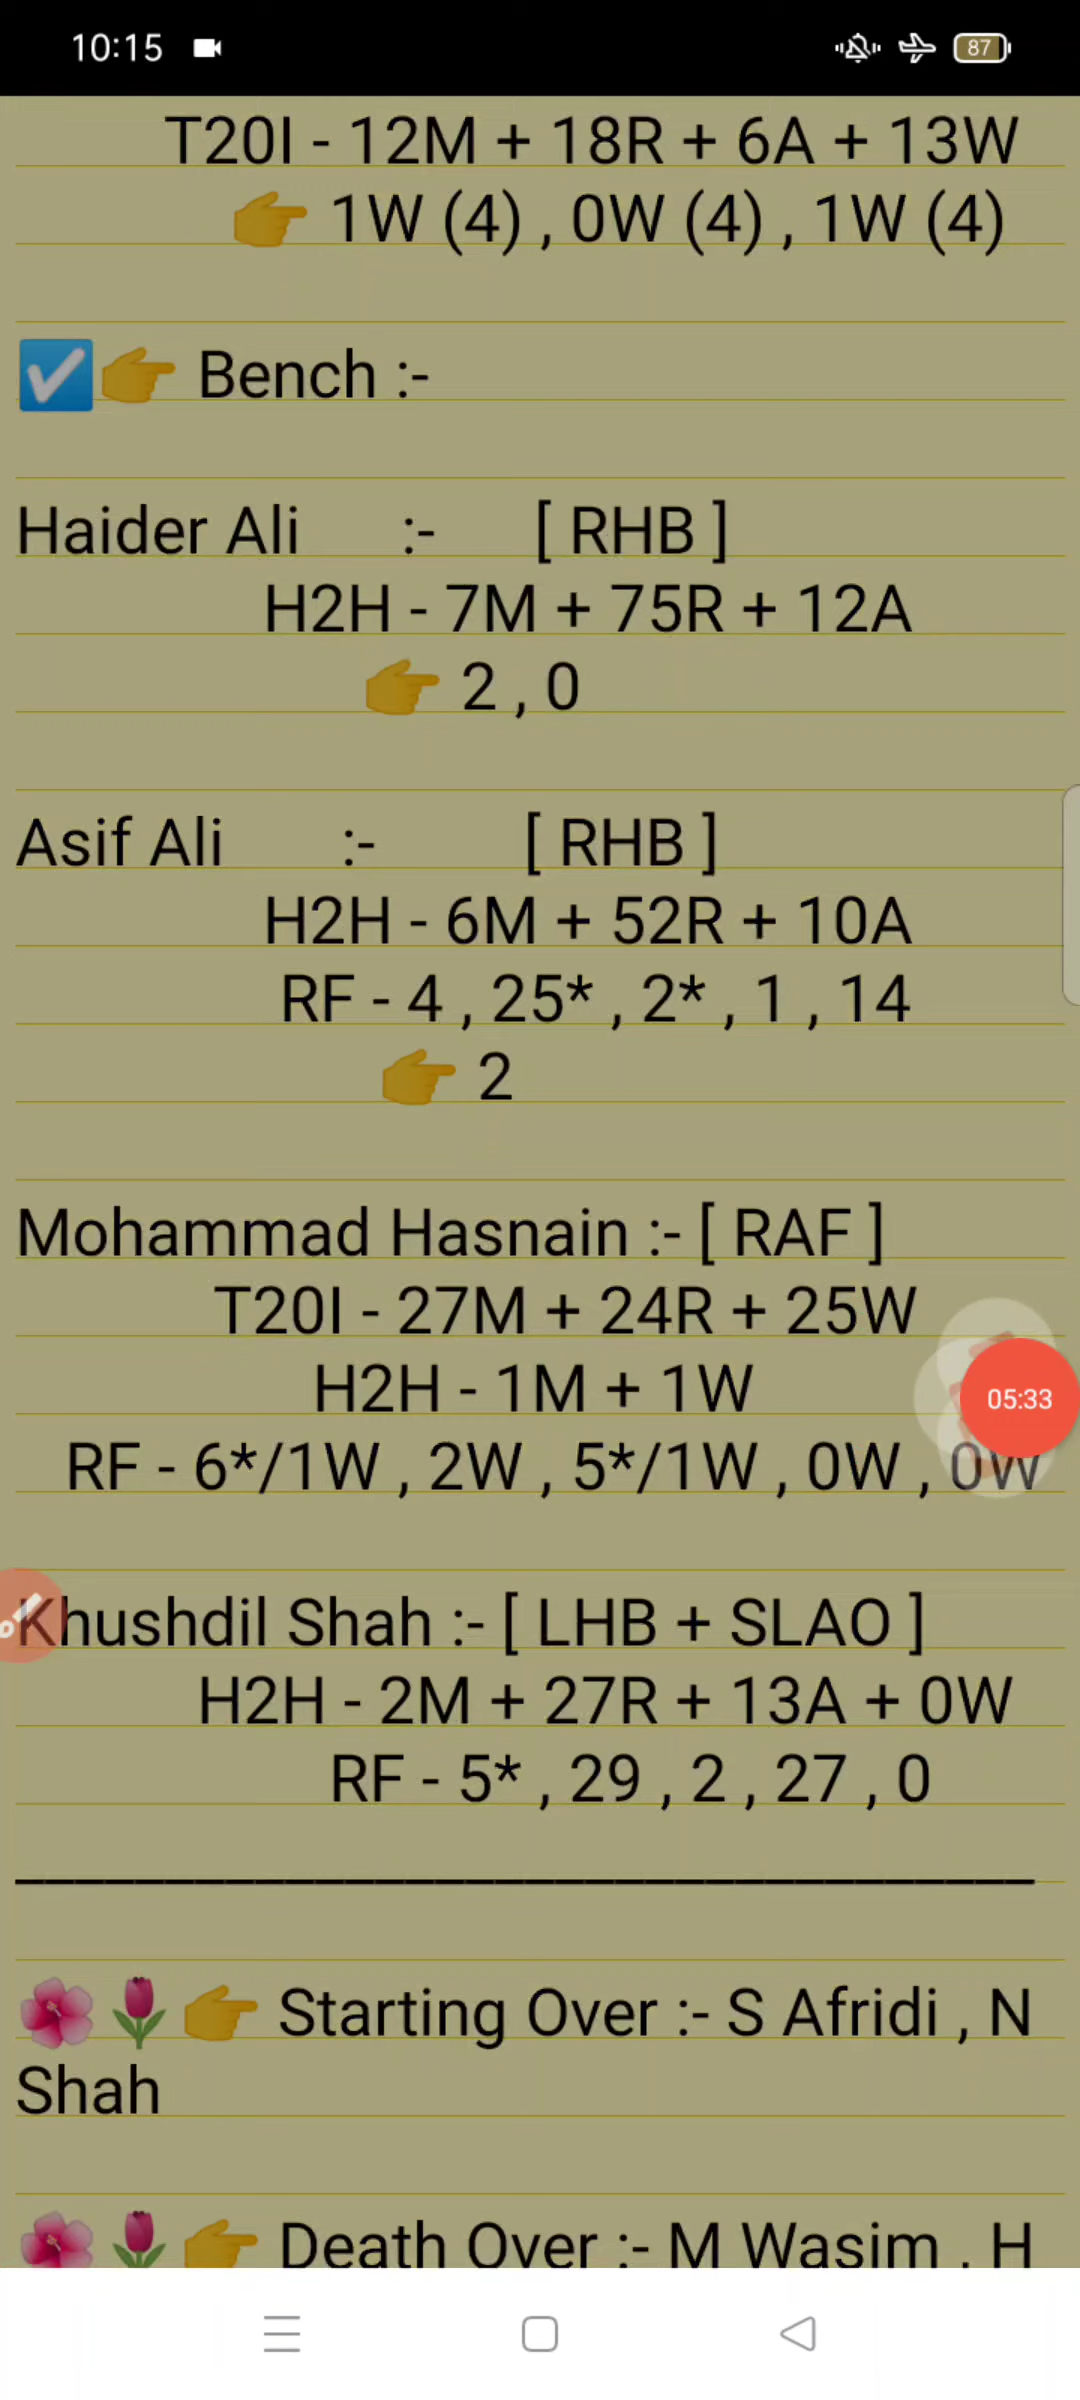 10:15
87
T20I - 12M + 18R + 6A + 13W
👉 1W (4) , 0W (4) , 1W (4)
☑️👉 Bench :-
Haider Ali :- [ RHB ]
H2H - 7M + 75R + 12A
👉 2 , 0
Asif Ali :- [ RHB ]
H2H - 6M + 52R + 10A
RF - 4 , 25* , 2* , 1 , 14
👉 2
Mohammad Hasnain :- [ RAF ]
T20I - 27M + 24R + 25W
H2H - 1M + 1W
05:33
RF - 6*/1W , 2W , 5*/1W , 0W , 0W
Khushdil Shah :- [ LHB + SLAO ]
H2H - 2M + 27R + 13A + 0W
RF - 5* , 29 , 2 , 27 , 0
🌺🌷👉 Starting Over :- S Afridi , N
Shah
🌺🌷👉 Death Over :- M Wasim , H